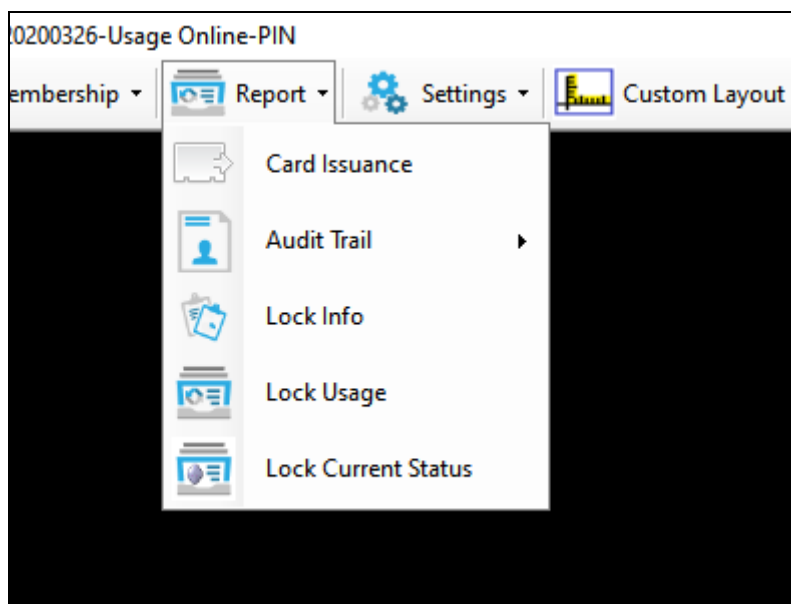 20200326-Usage Online-PIN
embership Report Settings Custom Layout
Card Issuance
Audit Trail
Lock Info
Lock Usage
Lock Current Status